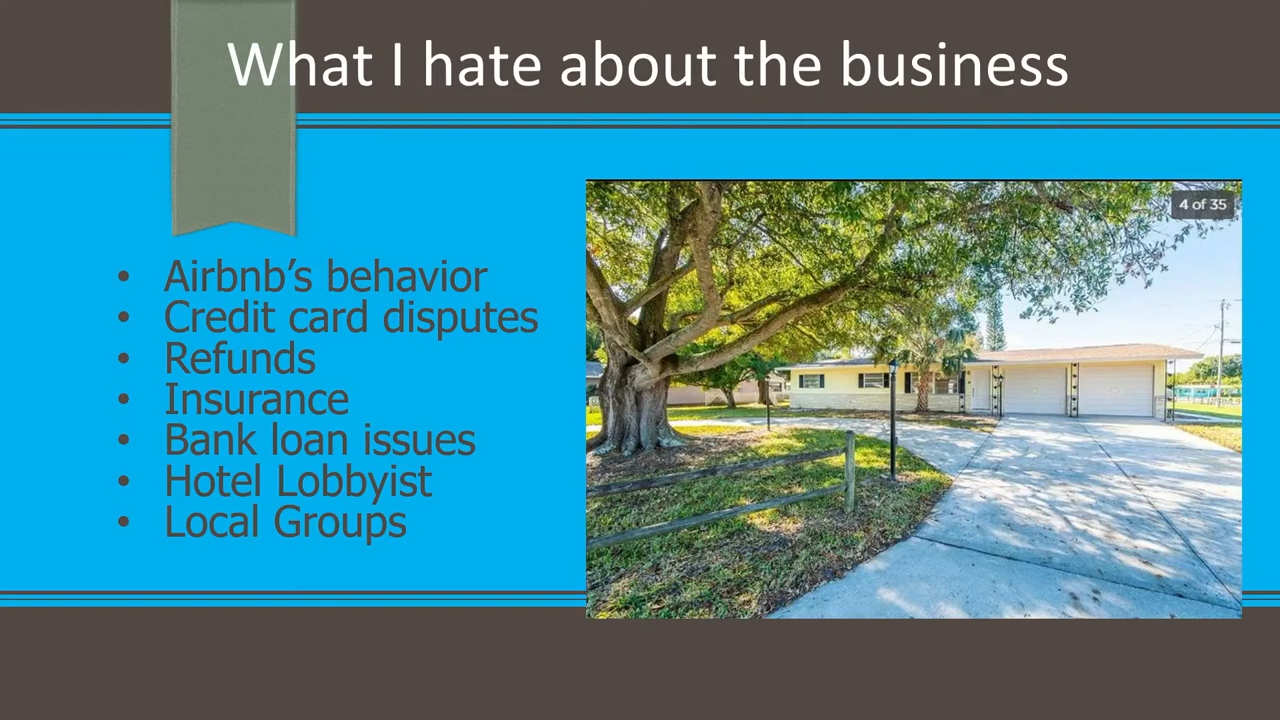 What I hate about the business
4 of 35
• Airbnb’s behavior
• Credit card disputes
• Refunds
• Insurance
• Bank loan issues
• Hotel Lobbyist
• Local Groups